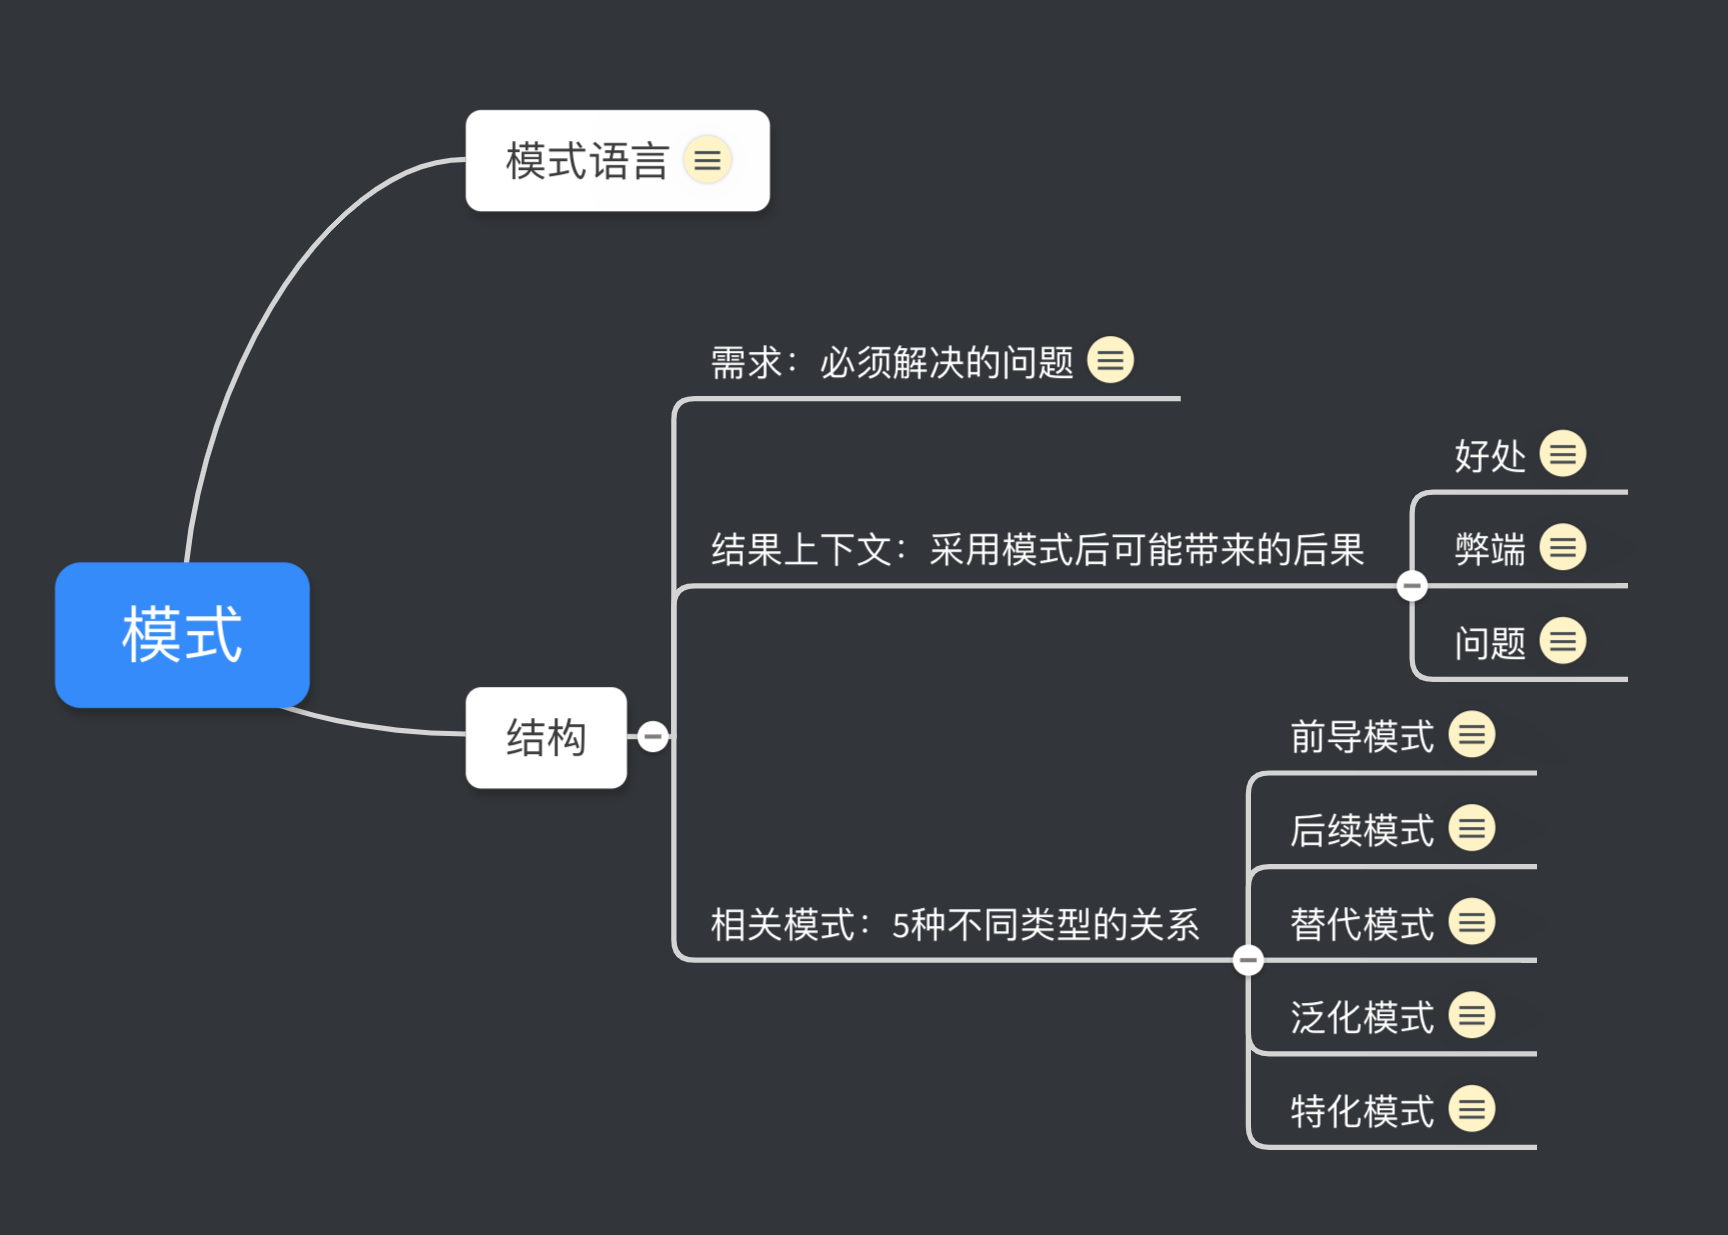 模式语言
需求：必须解决的问题
好处
结果上下文：采用模式后可能带来的后果
弊端
模式
问题
结构
前导模式
后续模式
相关模式：5种不同类型的关系
替代模式
泛化模式
特化模式